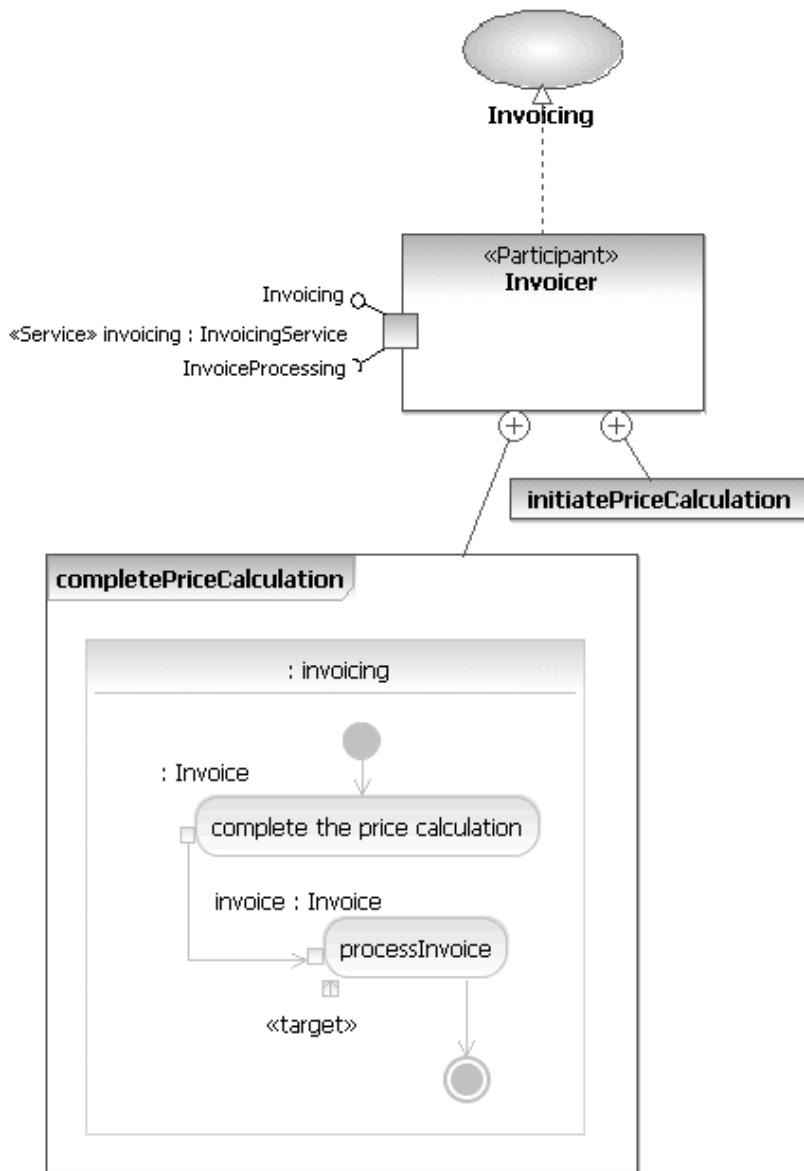 Invoicing
«Participant»
Invoicer
Invoicing
«Service» invoicing : InvoicingService
InvoiceProcessing
initiatePriceCalculation
completePriceCalculation
: invoicing
: Invoice
complete the price calculation
invoice : Invoice
processInvoice
«target»